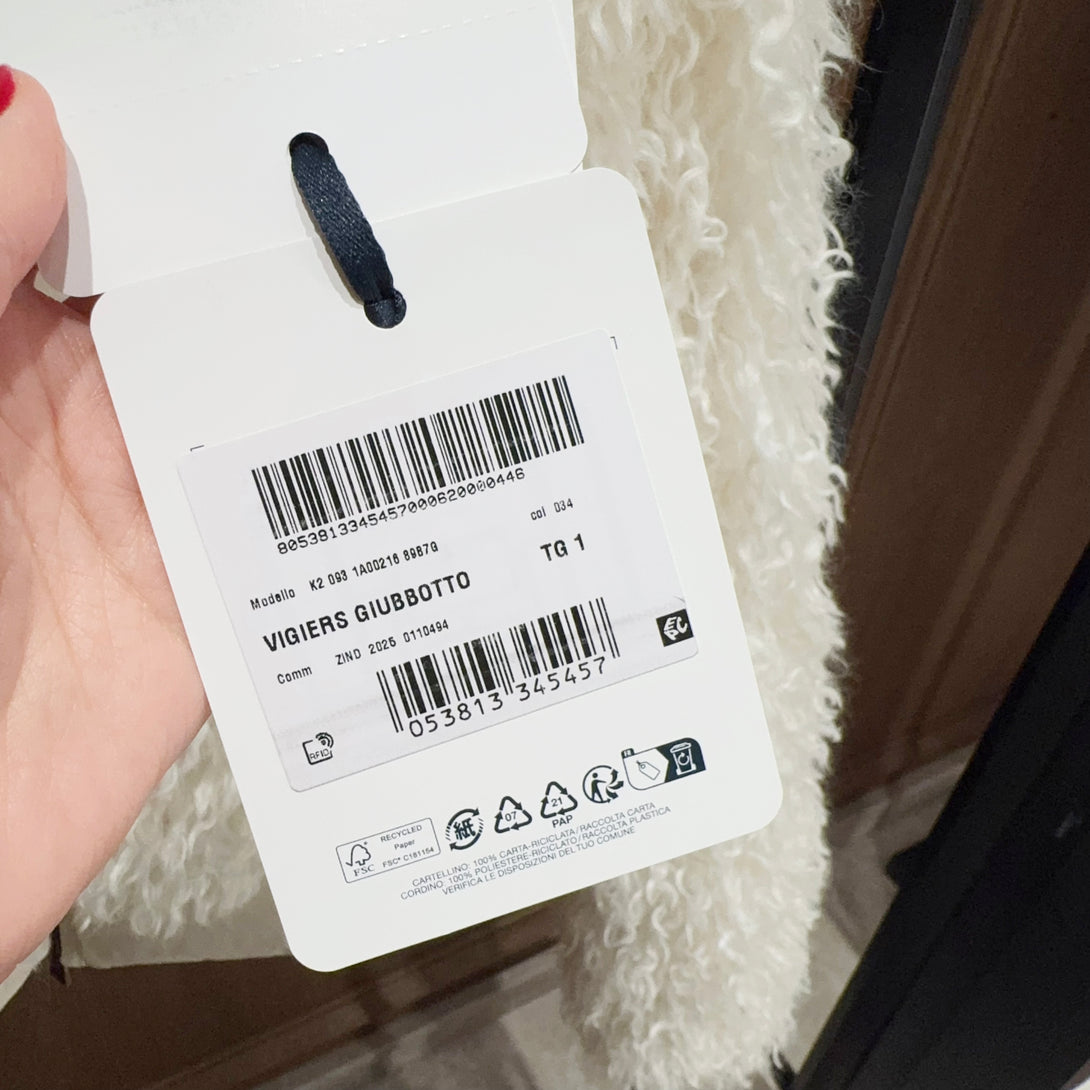 8053813345457000620000446
col 034
Modello K2 093 1A00216 8987G
TG 1
VIGIERS GIUBBOTTO
Comm ZIND 2025 0110494
053813 345457
RFID
FR
RECYCLED
Paper
FSC
FSC® C181154
紙
07
21
PAP
CARTELLINO: 100% CARTA-RICICLATA/RACCOLTA CARTA
CORDINO: 100% POLIESTERE-RICICLATO/RACCOLTA PLASTICA
VERIFICA LE DISPOSIZIONI DEL TUO COMUNE